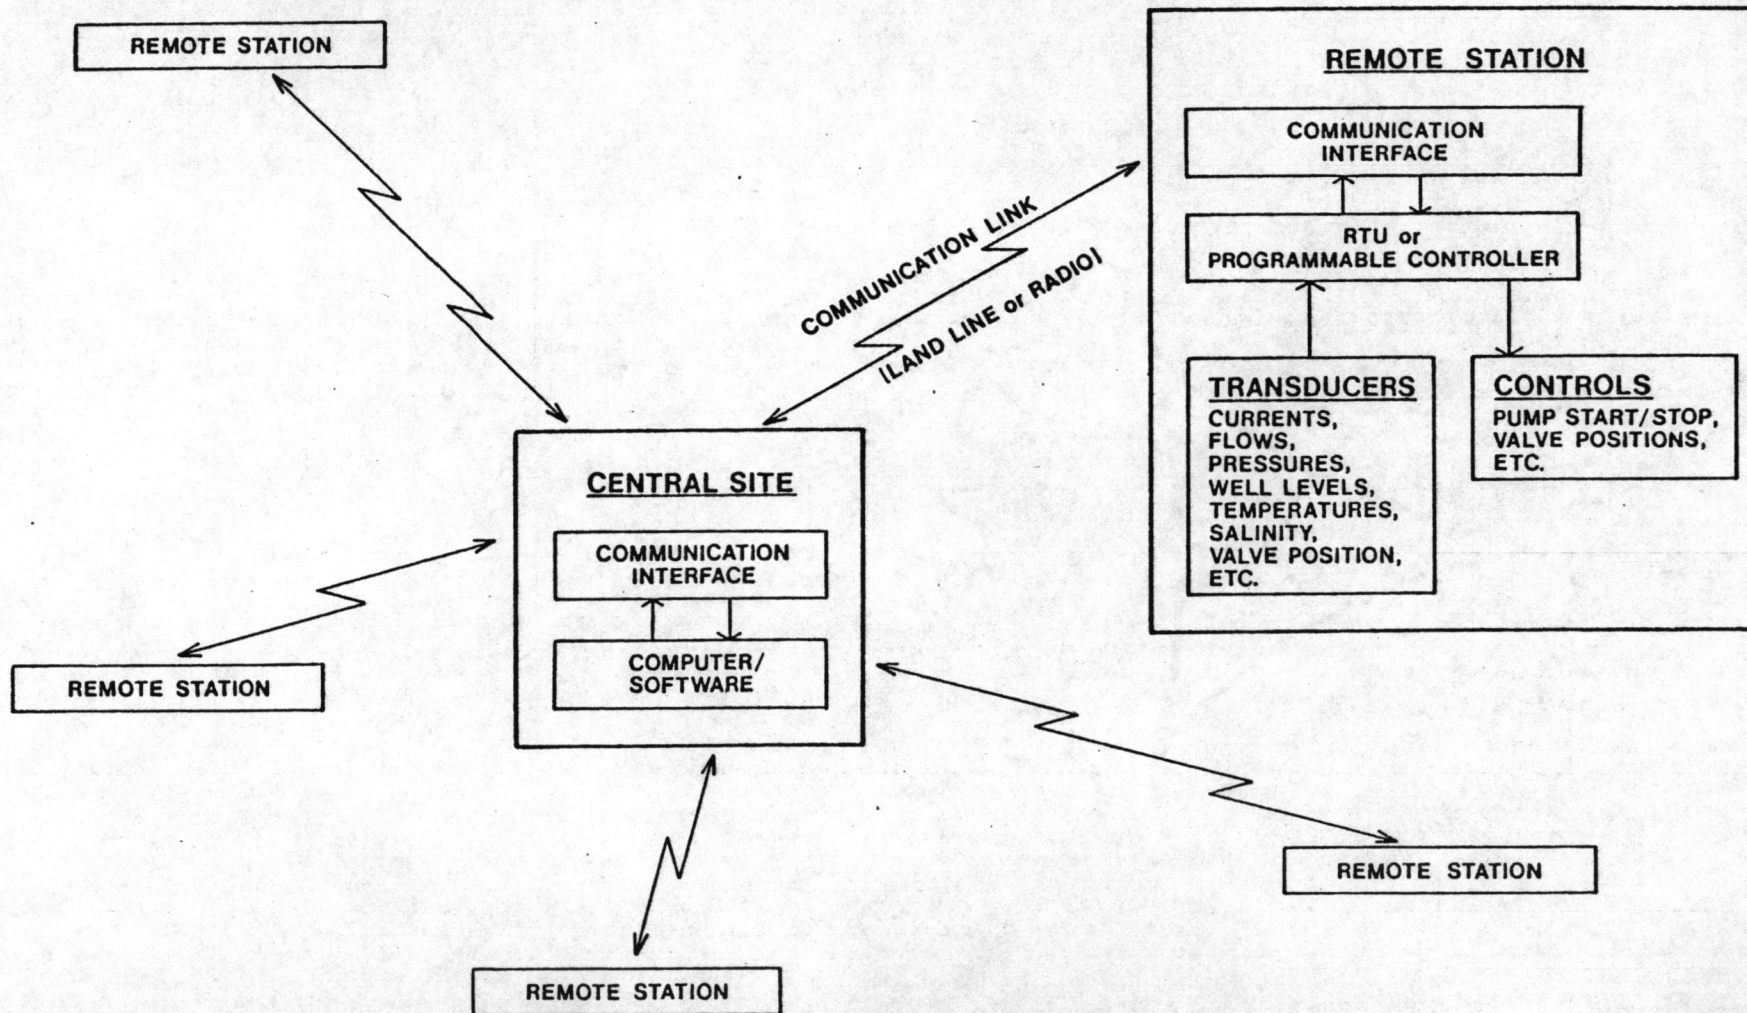 REMOTE STATION
REMOTE STATION
COMMUNICATION
INTERFACE
RTU or
PROGRAMMABLE CONTROLLER
TRANSDUCERS
CURRENTS,
FLOWS,
PRESSURES,
WELL LEVELS,
TEMPERATURES,
SALINITY,
VALVE POSITION,
ETC.
CONTROLS
PUMP START/STOP,
VALVE POSITIONS,
ETC.
COMMUNICATION LINK
(LAND LINE or RADIO)
CENTRAL SITE
COMMUNICATION
INTERFACE
COMPUTER/
SOFTWARE
REMOTE STATION
REMOTE STATION
REMOTE STATION